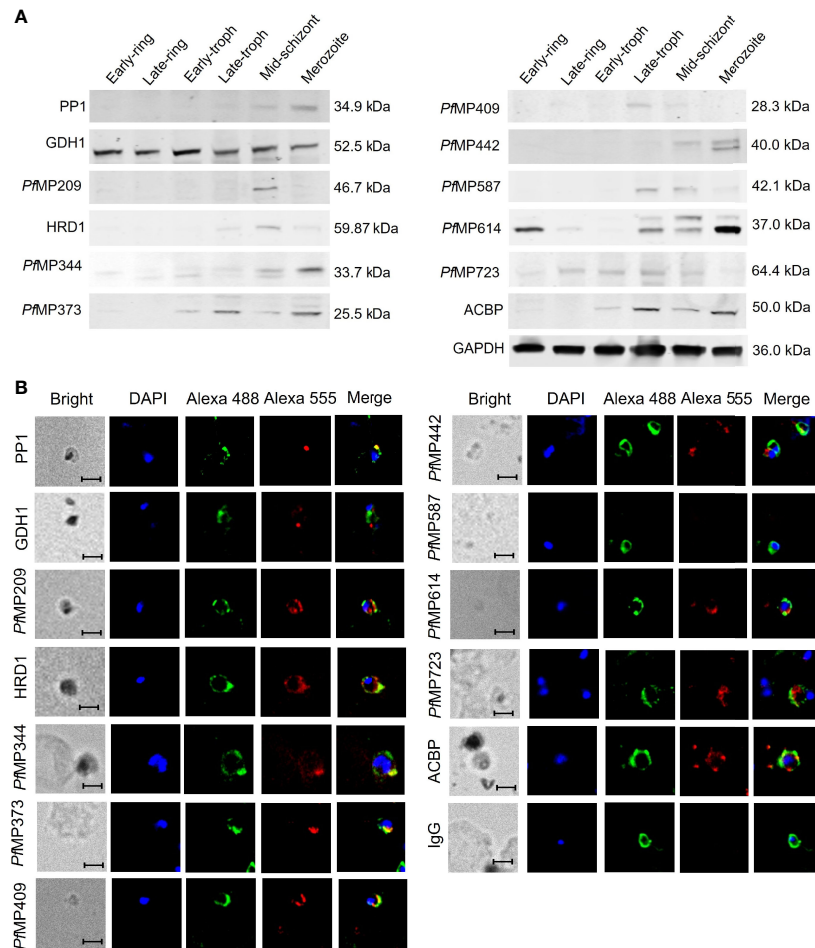 A
Early-ring Late-ring Early-troph Late-troph Mid-schizont Merozoite
PP1 34.9 kDa
GDH1 52.5 kDa
PfMP209 46.7 kDa
HRD1 59.87 kDa
PfMP344 33.7 kDa
PfMP373 25.5 kDa
Early-ring Late-ring Early-troph Late-troph Mid-schizont Merozoite
PfMP409 28.3 kDa
PfMP442 40.0 kDa
PfMP587 42.1 kDa
PfMP614 37.0 kDa
PfMP723 64.4 kDa
ACBP 50.0 kDa
GAPDH 36.0 kDa
B
Bright DAPI Alexa 488 Alexa 555 Merge
PP1
GDH1
PfMP209
HRD1
PfMP344
PfMP373
PfMP409
Bright DAPI Alexa 488 Alexa 555 Merge
PfMP442
PfMP587
PfMP614
PfMP723
ACBP
IgG